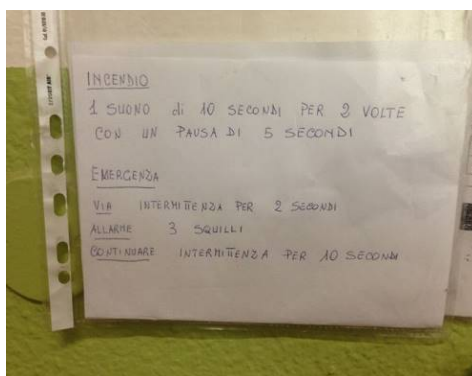 INCENDIO
1 SUONO di 10 SECONDI PER 2 VOLTE
CON UN PAUSA DI 5 SECONDI
EMERGENZA
VIA INTERMITTENZA PER 2 SECONDI
ALLARME 3 SQUILLI
CONTINUARE INTERMITTENZA PER 10 SECONDI